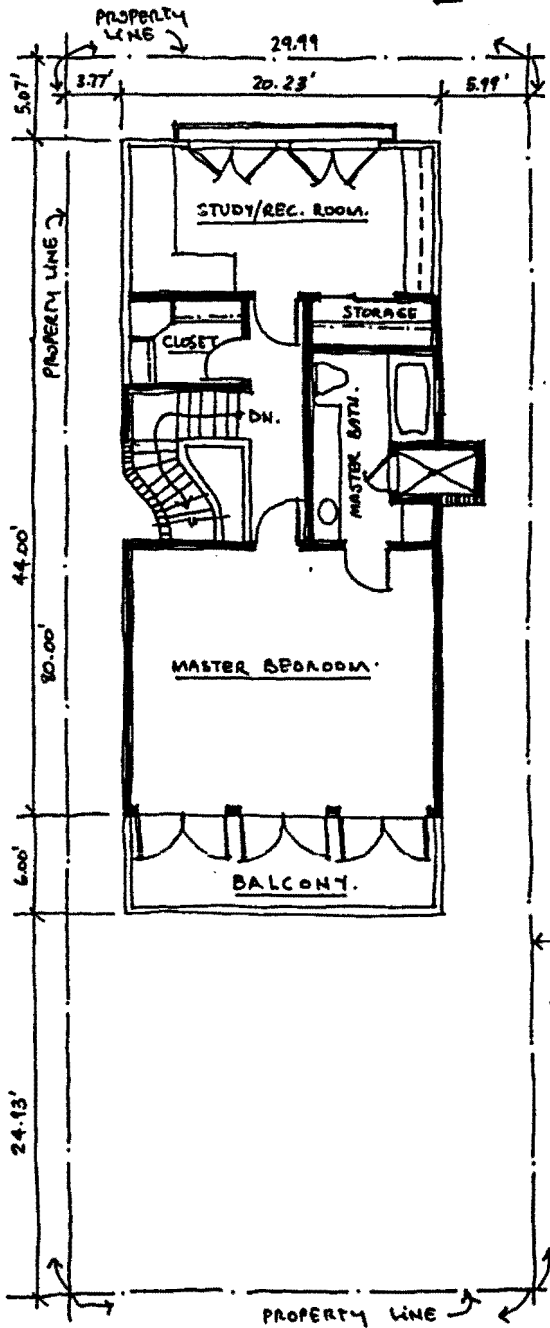 PROPERTY
LINE
29.99
3.77'
20.23'
5.99'
5.07'
STUDY/REC. ROOM.
PROPERTY LINE
STORAGE
CLOSET
DN.
MASTER BATH.
44.00'
80.00'
MASTER BEDROOM.
6.00'
BALCONY.
24.93'
PROPERTY LINE